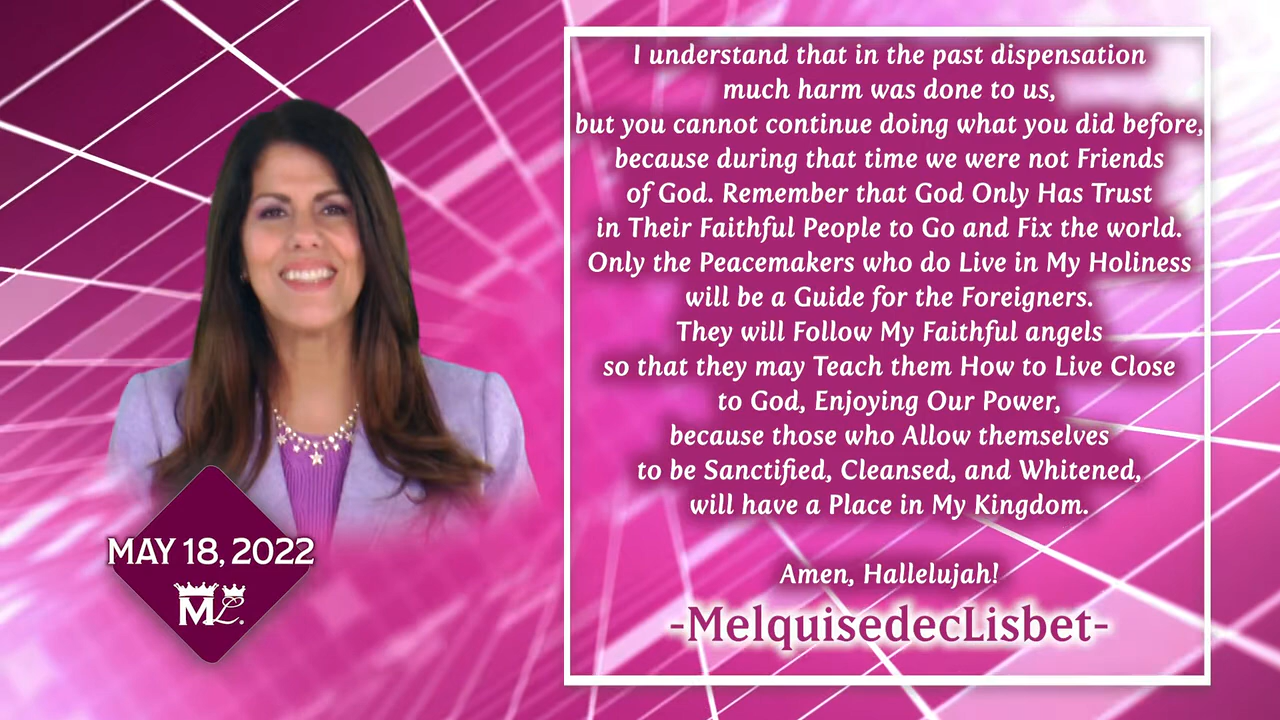 I understand that in the past dispensation
much harm was done to us,
but you cannot continue doing what you did before,
because during that time we were not Friends
of God. Remember that God Only Has Trust
in Their Faithful People to Go and Fix the world.
Only the Peacemakers who do Live in My Holiness
will be a Guide for the Foreigners.
They will Follow My Faithful angels
so that they may Teach them How to Live Close
to God, Enjoying Our Power,
because those who Allow themselves
to be Sanctified, Cleansed, and Whitened,
will have a Place in My Kingdom.
Amen, Hallelujah!
-MelquisedecLisbet-
MAY 18, 2022
ML.